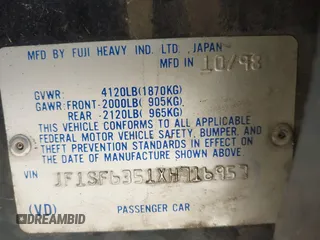 MFD BY FUJI HEAVY IND. LTD. JAPAN
MFD IN 10/98
GVWR: 4120LB(1870KG)
GAWR:FRONT-2000LB( 905KG)
REAR -2120LB( 965KG)
THIS VEHICLE CONFORMS TO ALL APPLICABLE
FEDERAL MOTOR VEHICLE SAFETY, BUMPER, AND
THEFT PREVENTION STANDARDS IN EFFECT ON
THE DATE OF MANUFACTURE SHOWN ABOVE.
VIN
(VD) PASSENGER CAR
DEALERS AUCTION